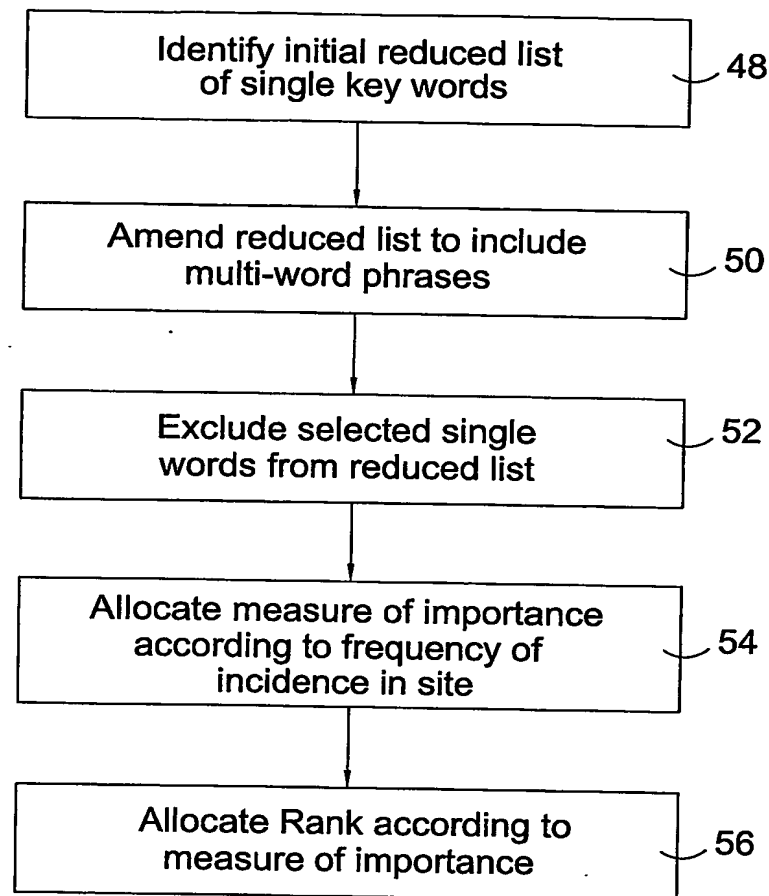 Identify initial reduced list
of single key words
48
Amend reduced list to include
multi-word phrases
50
Exclude selected single
words from reduced list
52
Allocate measure of importance
according to frequency of
incidence in site
54
Allocate Rank according to
measure of importance
56